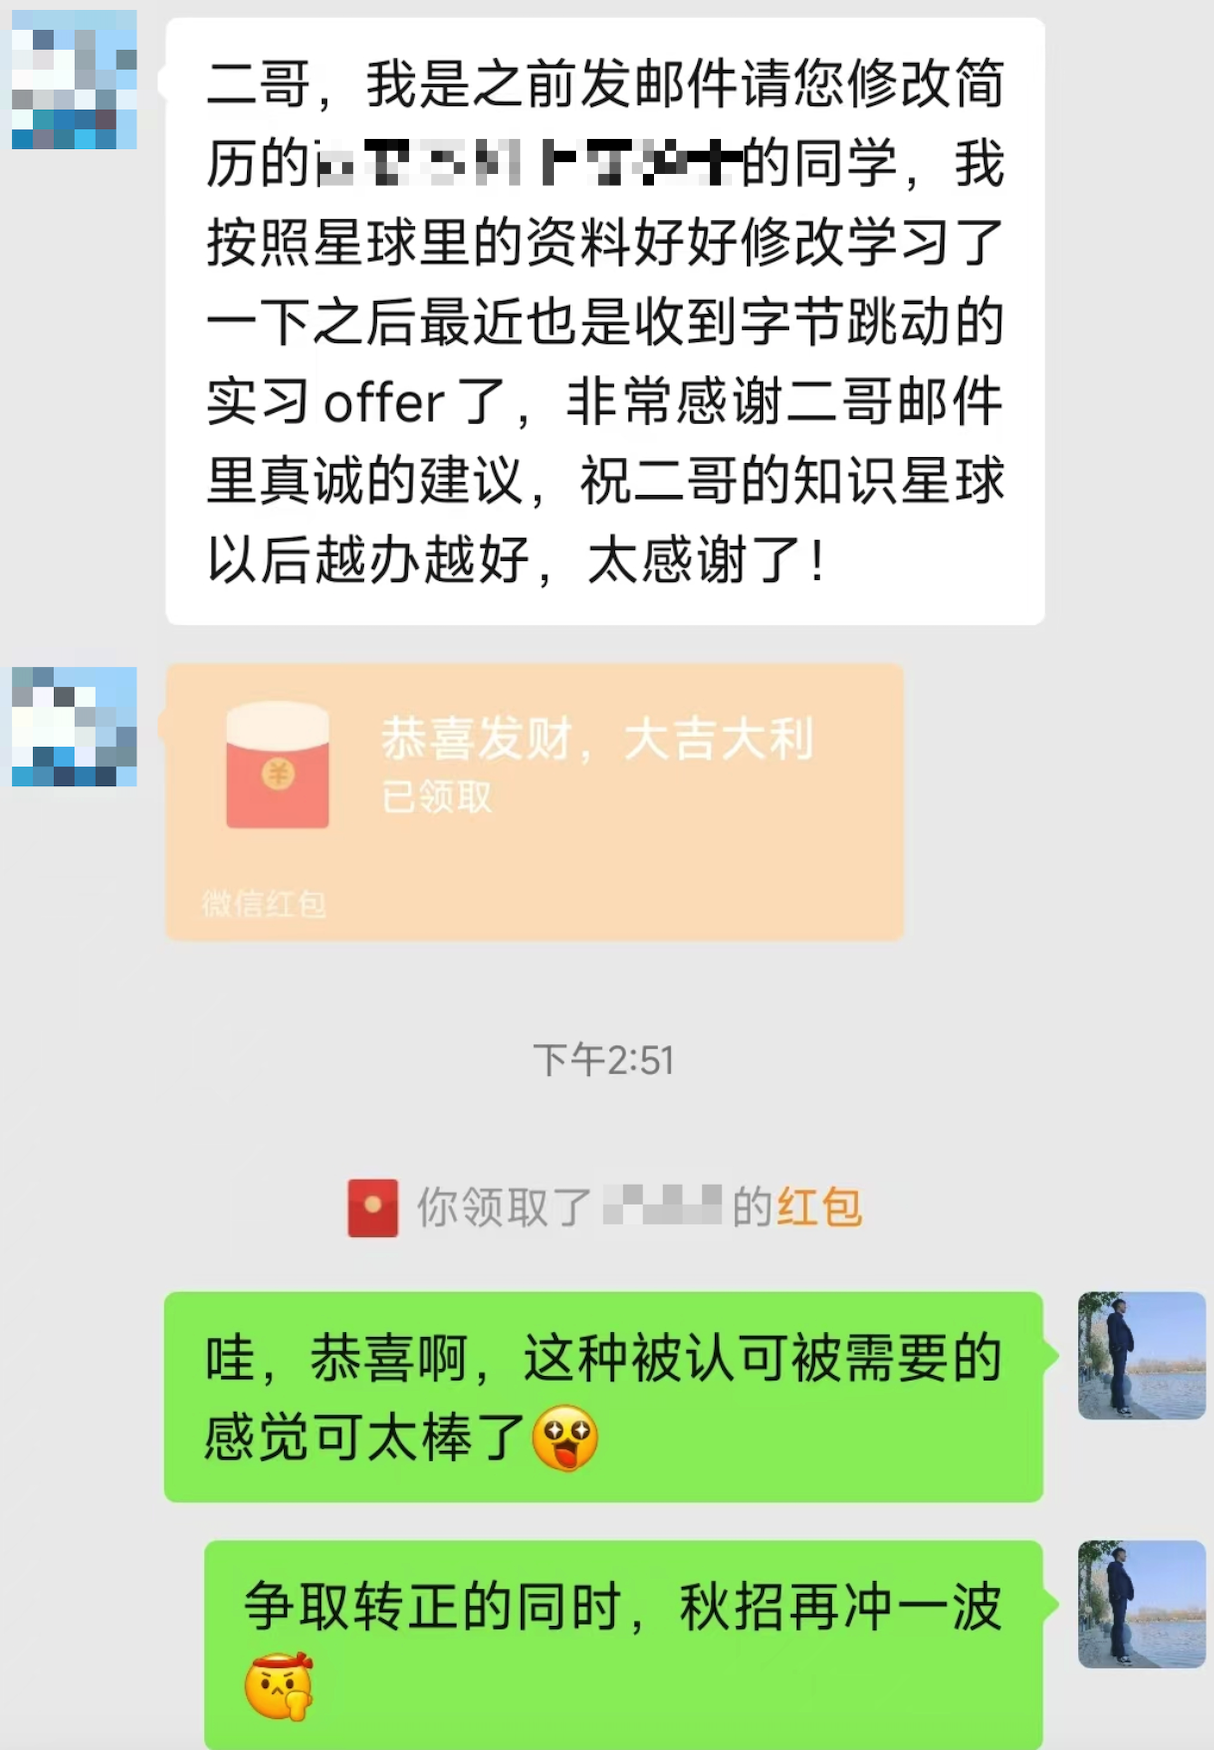 二哥，我是之前发邮件请您修改简
历的的同学，我
按照星球里的资料好好修改学习了
一下之后最近也是收到字节跳动的
实习offer了，非常感谢二哥邮件
里真诚的建议，祝二哥的知识星球
以后越办越好，太感谢了！
恭喜发财，大吉大利
已领取
微信红包
下午2:51
你领取了的红包
哇，恭喜啊，这种被认可被需要的
感觉可太棒了
争取转正的同时，秋招再冲一波